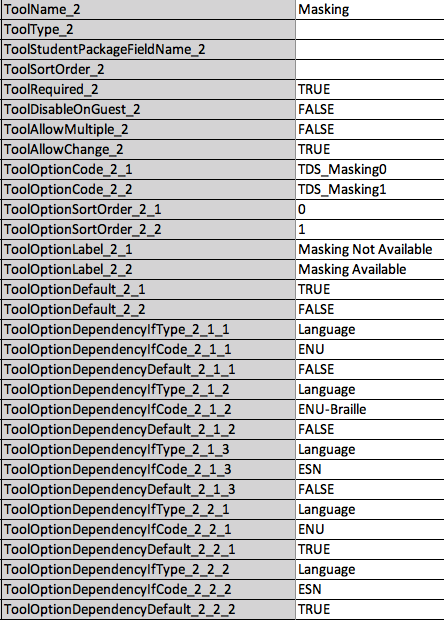 ToolName_2 Masking
ToolType_2
ToolStudentPackageFieldName_2
ToolSortOrder_2
ToolRequired_2 TRUE
ToolDisableOnGuest_2 FALSE
ToolAllowMultiple_2 FALSE
ToolAllowChange_2 TRUE
ToolOptionCode_2_1 TDS_Masking0
ToolOptionCode_2_2 TDS_Masking1
ToolOptionSortOrder_2_1 0
ToolOptionSortOrder_2_2 1
ToolOptionLabel_2_1 Masking Not Available
ToolOptionLabel_2_2 Masking Available
ToolOptionDefault_2_1 TRUE
ToolOptionDefault_2_2 FALSE
ToolOptionDependencyIfType_2_1_1 Language
ToolOptionDependencyIfCode_2_1_1 ENU
ToolOptionDependencyDefault_2_1_1 FALSE
ToolOptionDependencyIfType_2_1_2 Language
ToolOptionDependencyIfCode_2_1_2 ENU-Braille
ToolOptionDependencyDefault_2_1_2 FALSE
ToolOptionDependencyIfType_2_1_3 Language
ToolOptionDependencyIfCode_2_1_3 ESN
ToolOptionDependencyDefault_2_1_3 FALSE
ToolOptionDependencyIfType_2_2_1 Language
ToolOptionDependencyIfCode_2_2_1 ENU
ToolOptionDependencyDefault_2_2_1 TRUE
ToolOptionDependencyIfType_2_2_2 Language
ToolOptionDependencyIfCode_2_2_2 ESN
ToolOptionDependencyDefault_2_2_2 TRUE